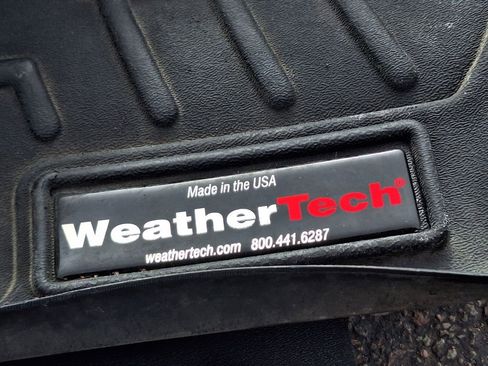 Made in the USA
WeatherTech®
weathertech.com 800.441.6287